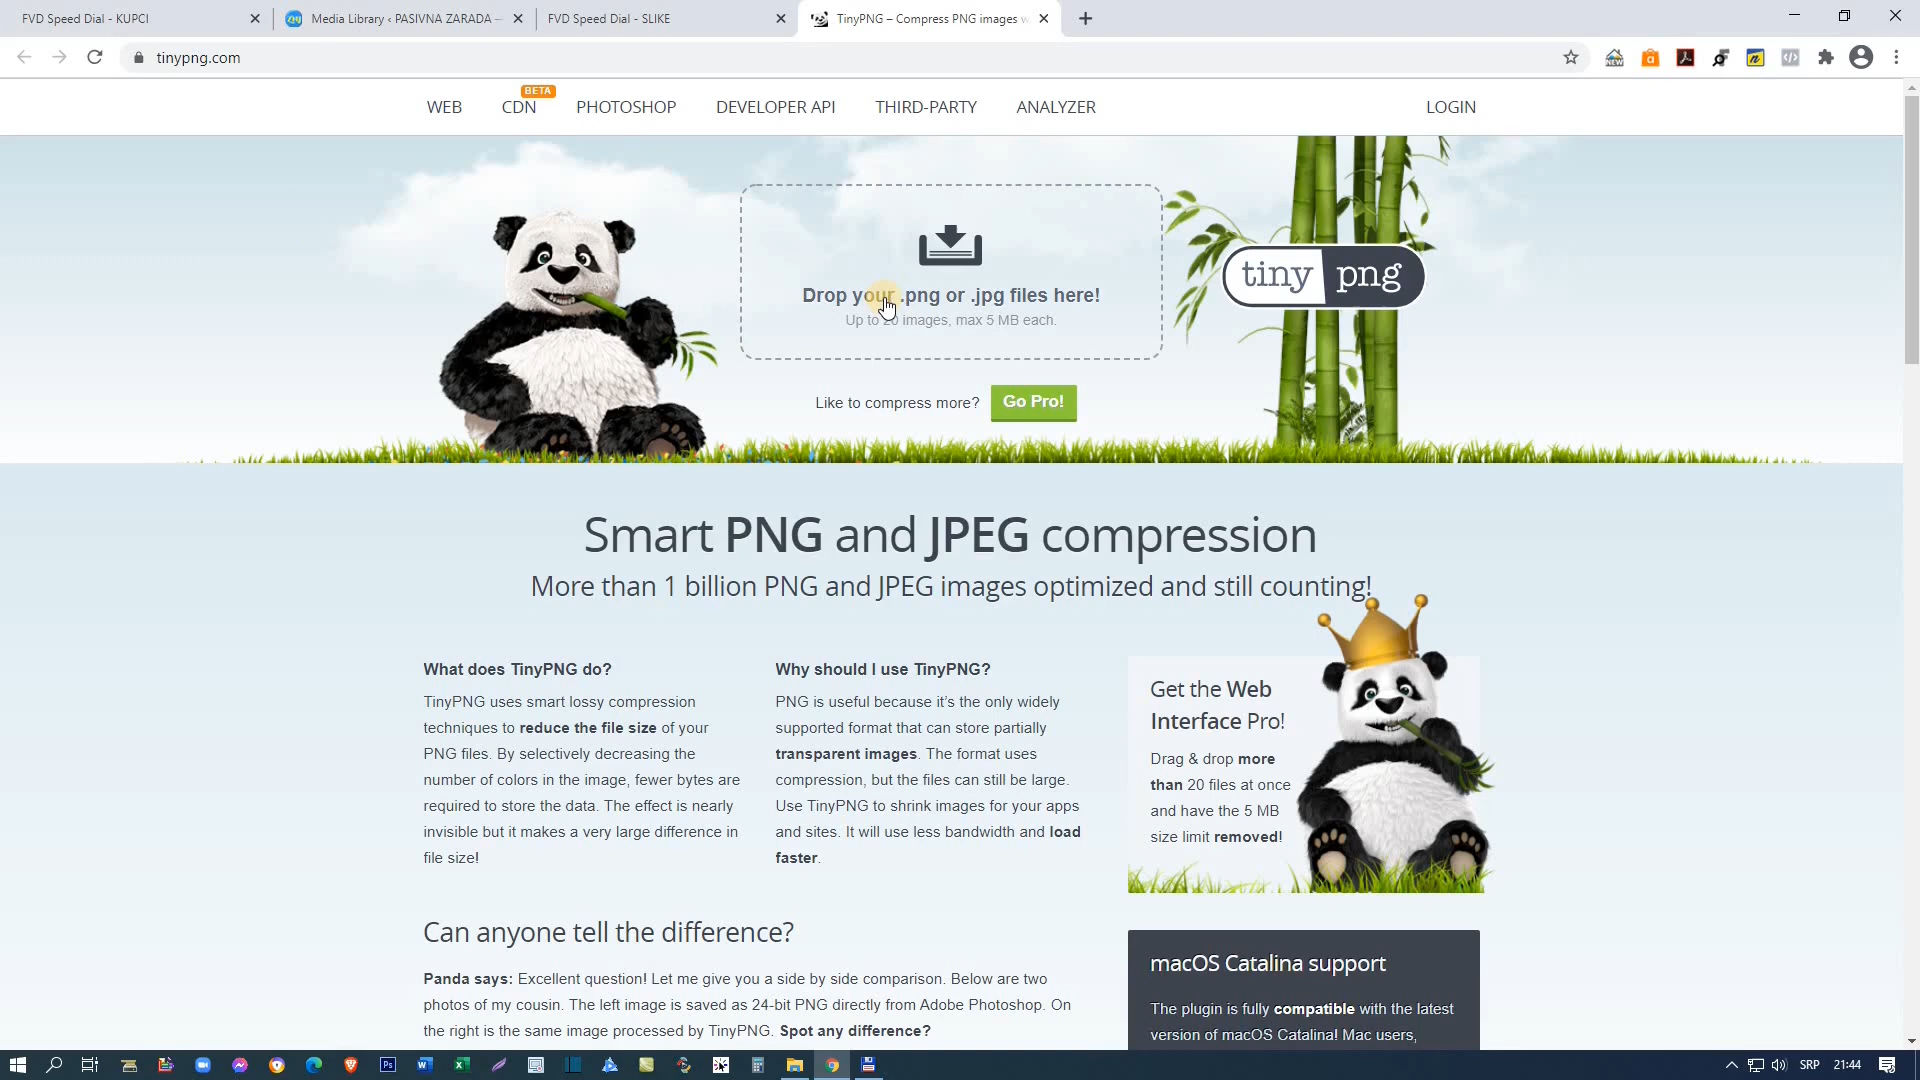 FVD Speed Dial - KUPCI
Media Library ‹ PASIVNA ZARADA —
FVD Speed Dial - SLIKE
TinyPNG – Compress PNG images w
tinypng.com
WEB
CDN
BETA
PHOTOSHOP
DEVELOPER API
THIRD-PARTY
ANALYZER
LOGIN
Drop your .png or .jpg files here!
Up to 20 images, max 5 MB each.
tiny png
Like to compress more?
Go Pro!
Smart PNG and JPEG compression
More than 1 billion PNG and JPEG images optimized and still counting!
What does TinyPNG do?
TinyPNG uses smart lossy compression
techniques to reduce the file size of your
PNG files. By selectively decreasing the
number of colors in the image, fewer bytes are
required to store the data. The effect is nearly
invisible but it makes a very large difference in
file size!
Why should I use TinyPNG?
PNG is useful because it's the only widely
supported format that can store partially
transparent images. The format uses
compression, but the files can still be large.
Use TinyPNG to shrink images for your apps
and sites. It will use less bandwidth and load
faster.
Get the Web
Interface Pro!
Drag & drop more
than 20 files at once
and have the 5 MB
size limit removed!
Can anyone tell the difference?
Panda says: Excellent question! Let me give you a side by side comparison. Below are two
photos of my cousin. The left image is saved as 24-bit PNG directly from Adobe Photoshop. On
the right is the same image processed by TinyPNG. Spot any difference?
macOS Catalina support
The plugin is fully compatible with the latest
version of macOS Catalina! Mac users,
SRP
21:44